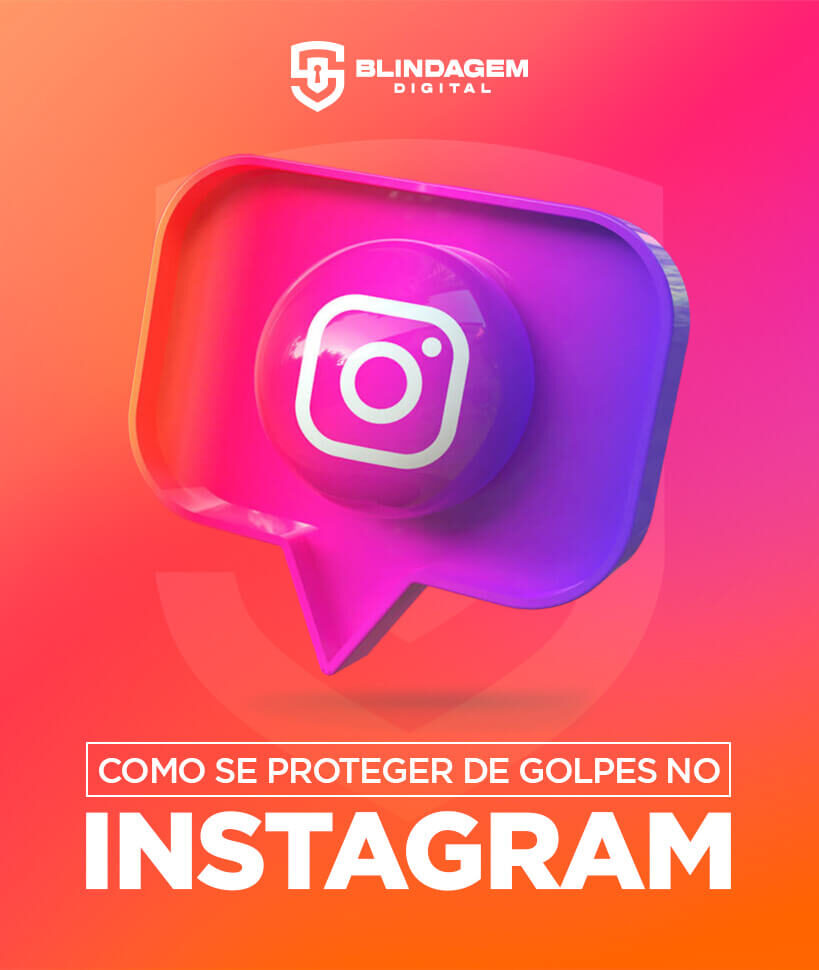 BLINDAGEM
DIGITAL
COMO SE PROTEGER DE GOLPES NO
INSTAGRAM